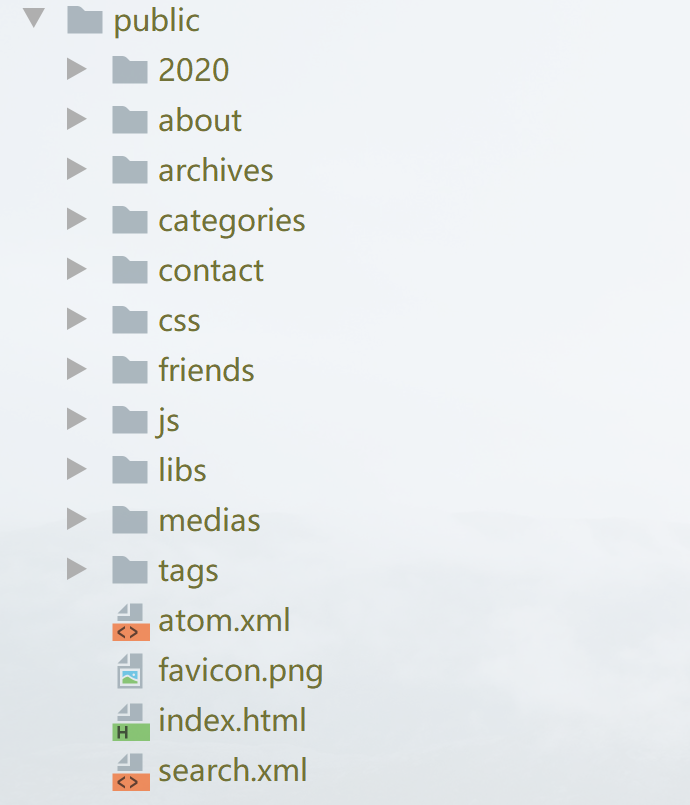 public
2020
about
archives
categories
contact
css
friends
js
libs
medias
tags
atom.xml
favicon.png
index.html
search.xml